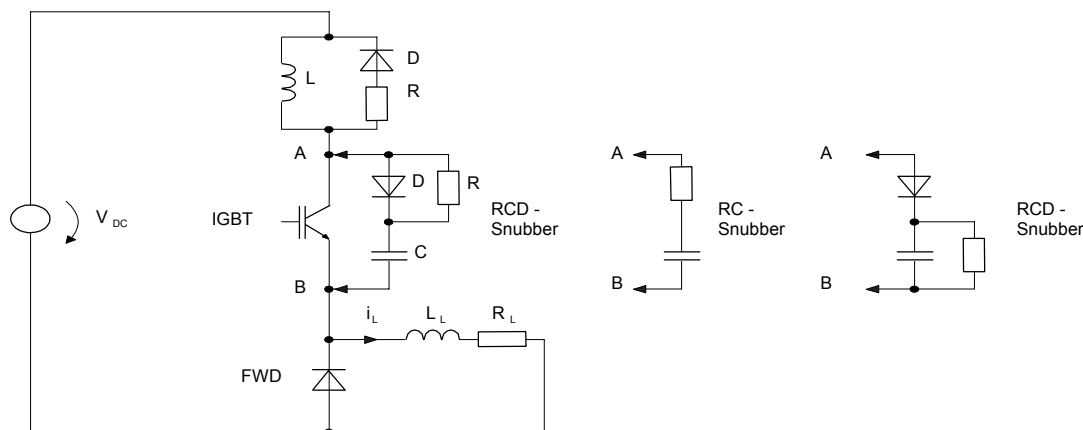 D
L
R
A
D
R
RCD -
Snubber
IGBT
C
B
V DC
i L
L L
R L
FWD
A
RC -
Snubber
B
A
RCD -
Snubber
B